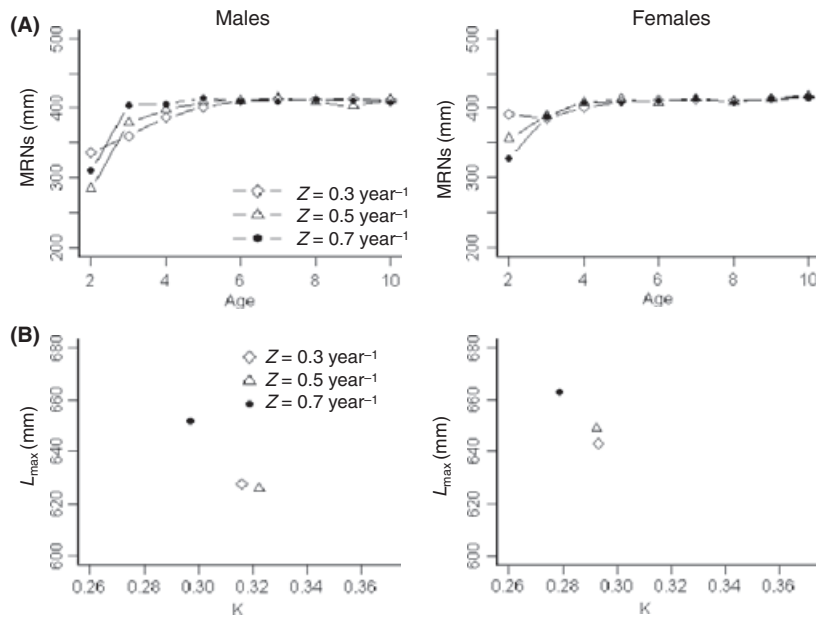 (A)
Males
Females
500
400
300
200
MRNs (mm)
Z = 0.3 year⁻¹
Z = 0.5 year⁻¹
Z = 0.7 year⁻¹
2 4 6 8 10
Age
500
400
300
200
MRNs (mm)
2 4 6 8 10
Age
(B)
680
660
640
620
600
Lmax (mm)
Z = 0.3 year⁻¹
Z = 0.5 year⁻¹
Z = 0.7 year⁻¹
0.26 0.28 0.30 0.32 0.34 0.36
K
680
660
640
620
600
Lmax (mm)
0.26 0.28 0.30 0.32 0.34 0.36
K